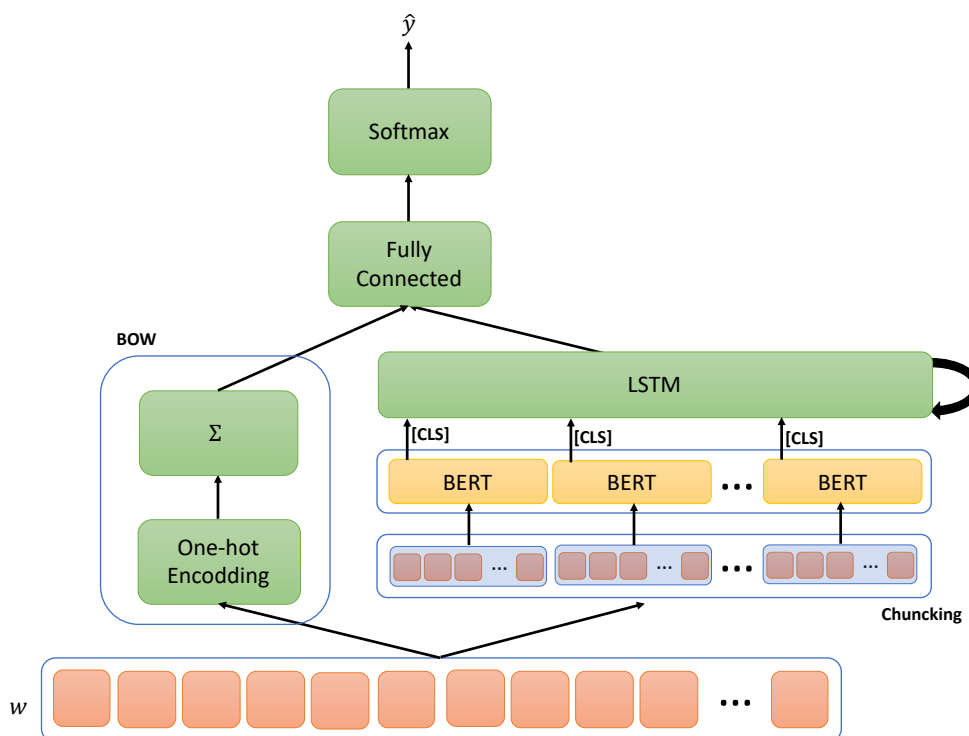 ŷ
Softmax
Fully
Connected
BOW
Σ
One-hot
Encodding
LSTM
[CLS]
[CLS]
[CLS]
BERT
BERT
...
BERT
...
...
...
...
Chuncking
w
...